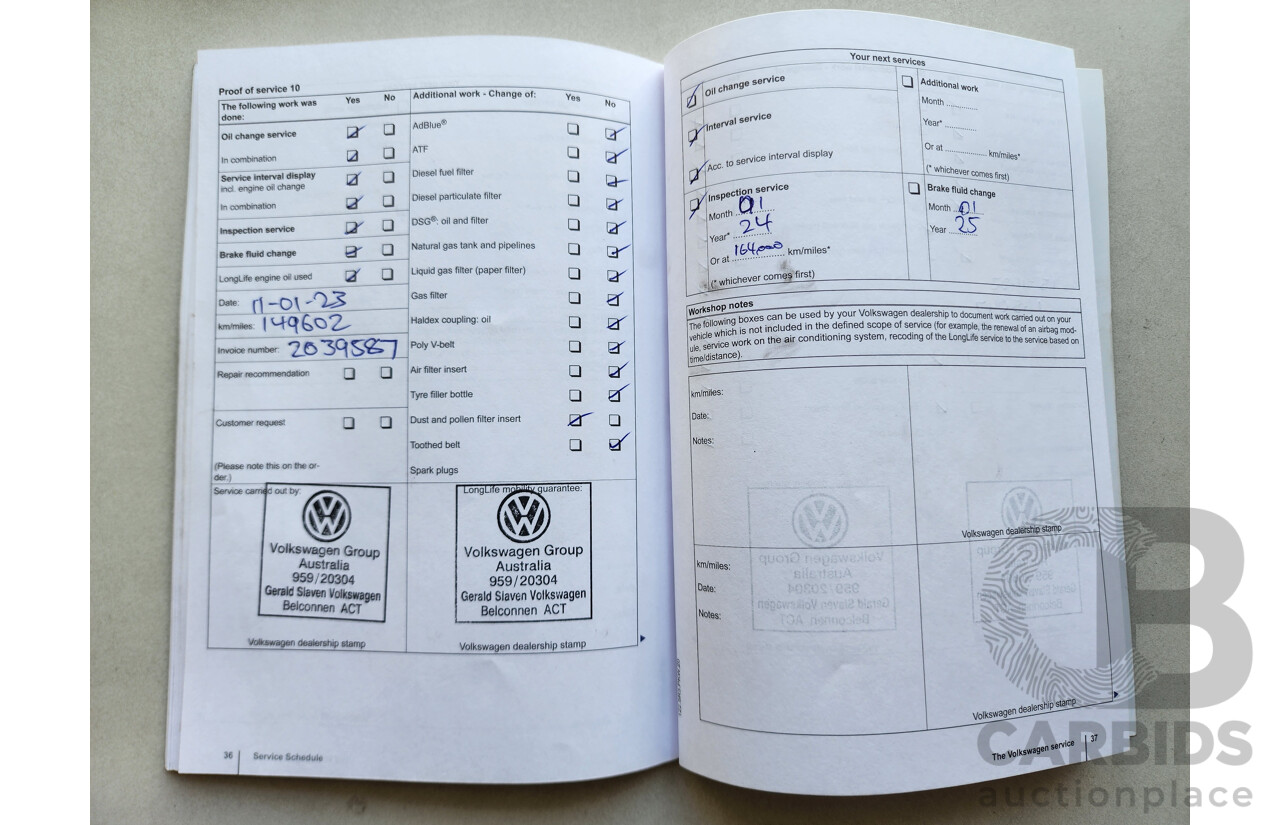 Proof of service 10
The following work was done: Yes No
Oil change service
In combination
Service interval display
incl. engine oil change
In combination
Inspection service
Brake fluid change
LongLife engine oil used
Date: 11-01-23
km/miles: 149602
Invoice number: 2039587
Repair recommendation
Customer request
(Please note this on the or-
der.)
Additional work - Change of: Yes No
AdBlue®
ATF
Diesel fuel filter
Diesel particulate filter
DSG®: oil and filter
Natural gas tank and pipelines
Liquid gas filter (paper filter)
Gas filter
Haldex coupling: oil
Poly V-belt
Air filter insert
Tyre filler bottle
Dust and pollen filter insert
Toothed belt
Spark plugs
Service carried out by:
Volkswagen Group
Australia
959/20304
Gerald Slaven Volkswagen
Belconnen ACT
Volkswagen dealership stamp
LongLife mobility guarantee:
Volkswagen Group
Australia
959/20304
Gerald Slaven Volkswagen
Belconnen ACT
Volkswagen dealership stamp
36 Service Schedule
Your next services
Oil change service
Interval service
Acc. to service interval display
Inspection service
Month 01
Year* 24
Or at 164,000 km/miles*
(* whichever comes first)
Additional work
Month ..............
Year* ..............
Or at .................. km/miles*
(* whichever comes first)
Brake fluid change
Month 01
Year 25
Workshop notes
The following boxes can be used by your Volkswagen dealership to document work carried out on your
vehicle which is not included in the defined scope of service (for example, the renewal of an airbag mod-
ule, service work on the air conditioning system, recoding of the LongLife service to the service based on
time/distance).
km/miles:
Date:
Notes:
Volkswagen dealership stamp
km/miles:
Date:
Notes:
Volkswagen dealership stamp
The Volkswagen service 37
CB
CARBIDS
auctionplace